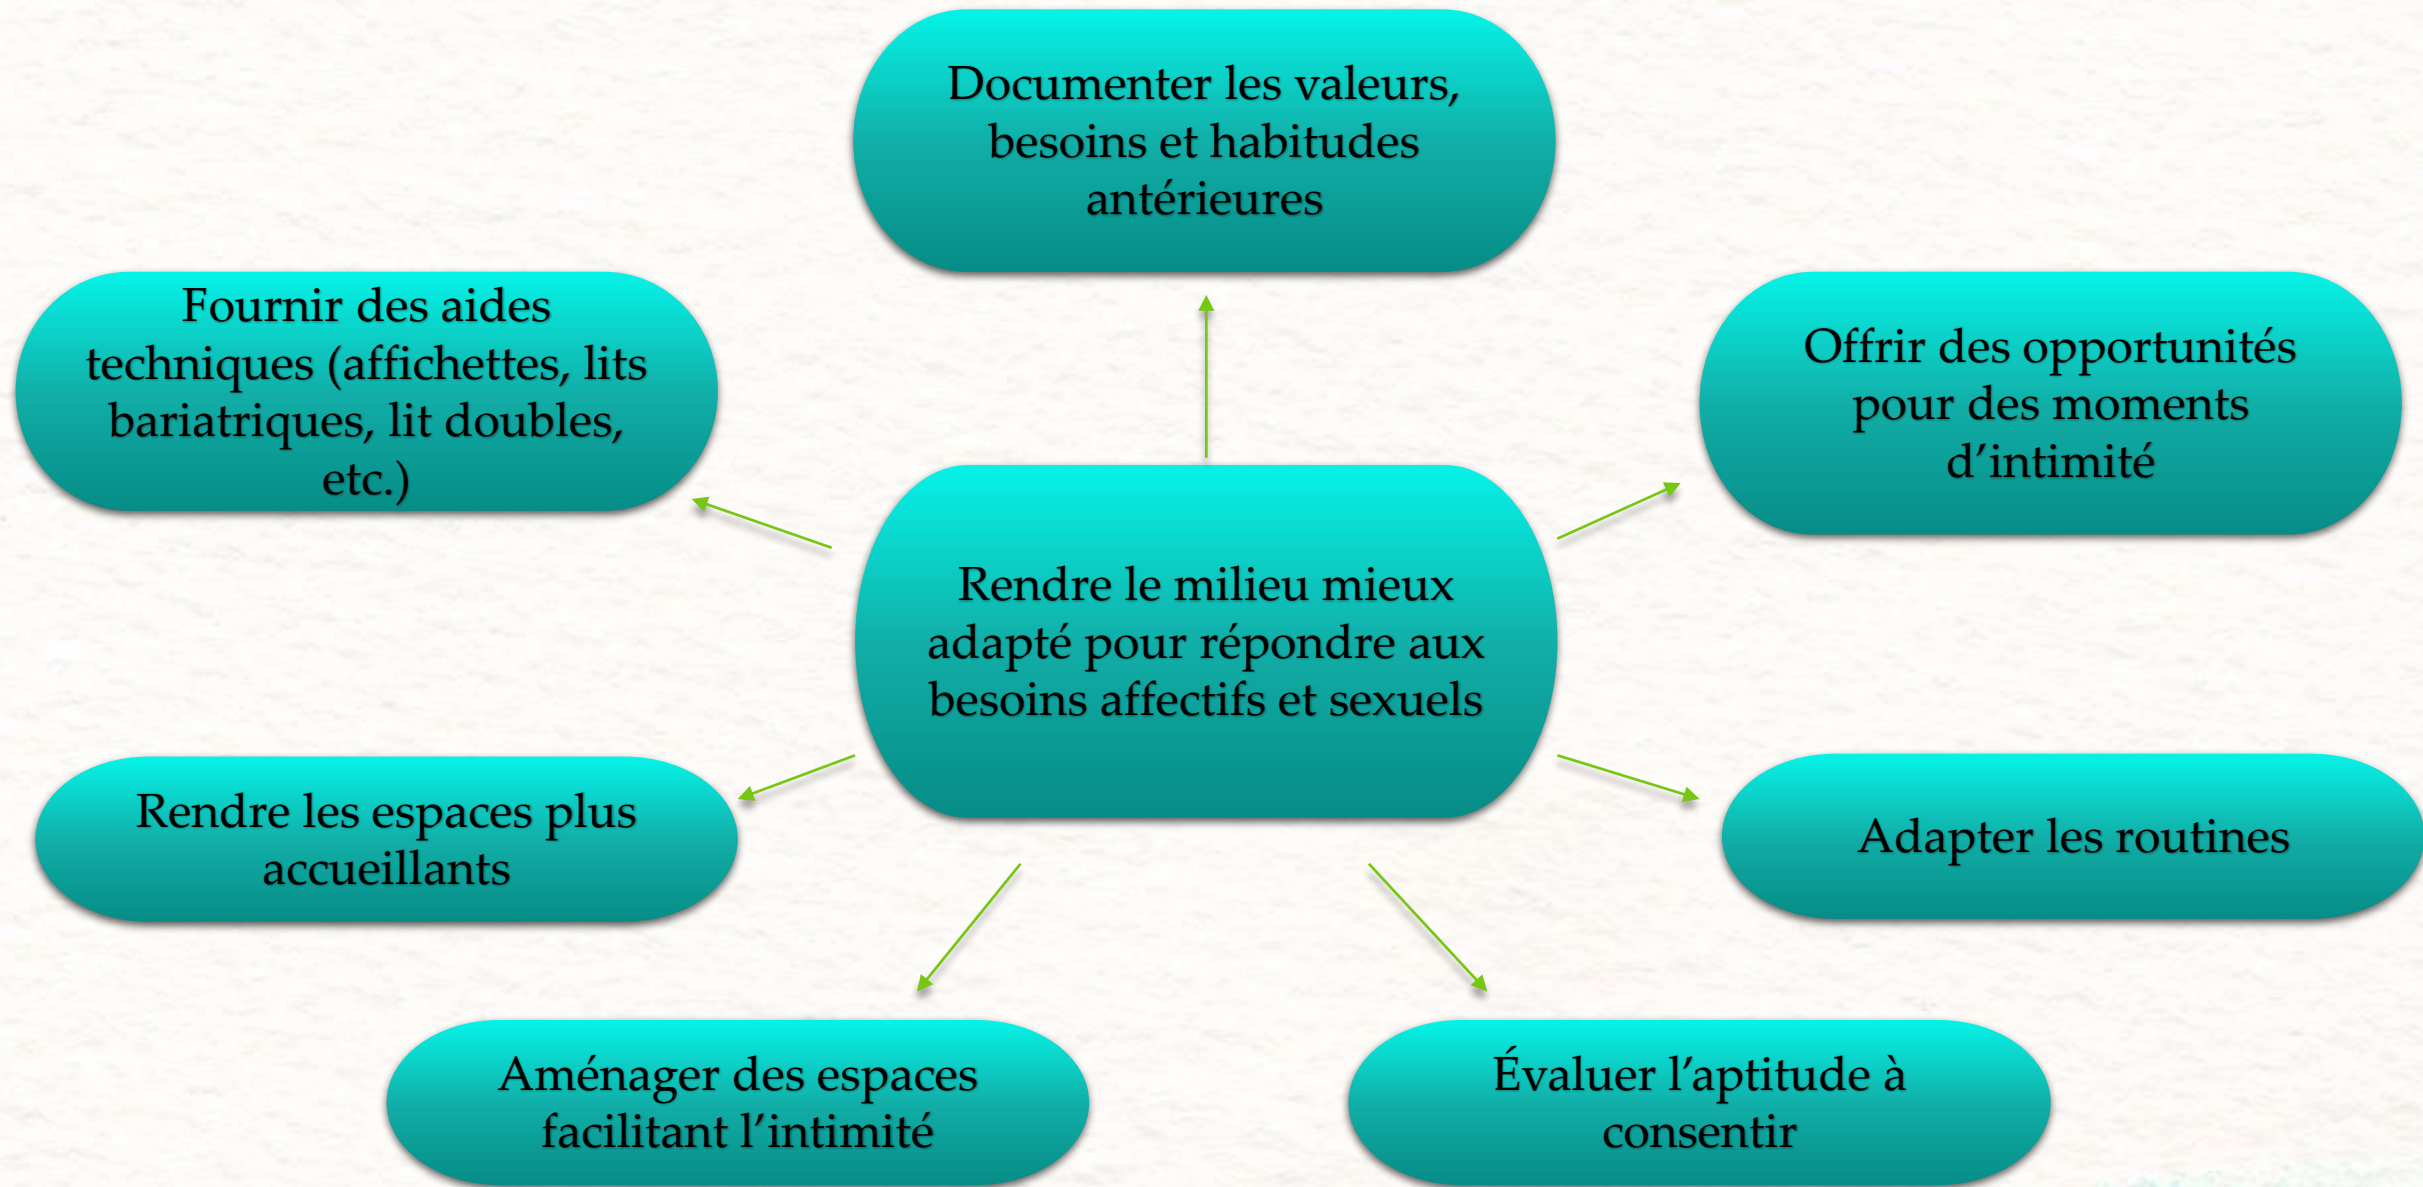 Documenter les valeurs,
besoins et habitudes
antérieures
Fournir des aides
techniques (affichettes, lits
bariatriques, lit doubles,
etc.)
Offrir des opportunités
pour des moments
d’intimité
Rendre le milieu mieux
adapté pour répondre aux
besoins affectifs et sexuels
Rendre les espaces plus
accueillants
Adapter les routines
Aménager des espaces
facilitant l’intimité
Évaluer l’aptitude à
consentir